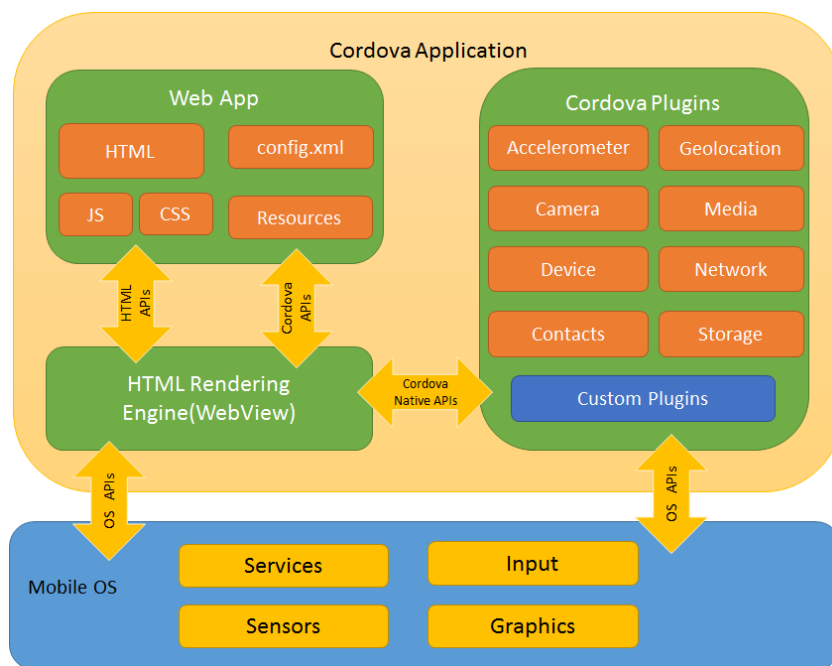 Cordova Application
Web App
HTML
config.xml
JS
CSS
Resources
HTML
APIs
Cordova
APIs
HTML Rendering
Engine(WebView)
Cordova
Native APIs
Cordova Plugins
Accelerometer
Geolocation
Camera
Media
Device
Network
Contacts
Storage
Custom Plugins
OS APIs
OS APIs
Mobile OS
Services
Input
Sensors
Graphics